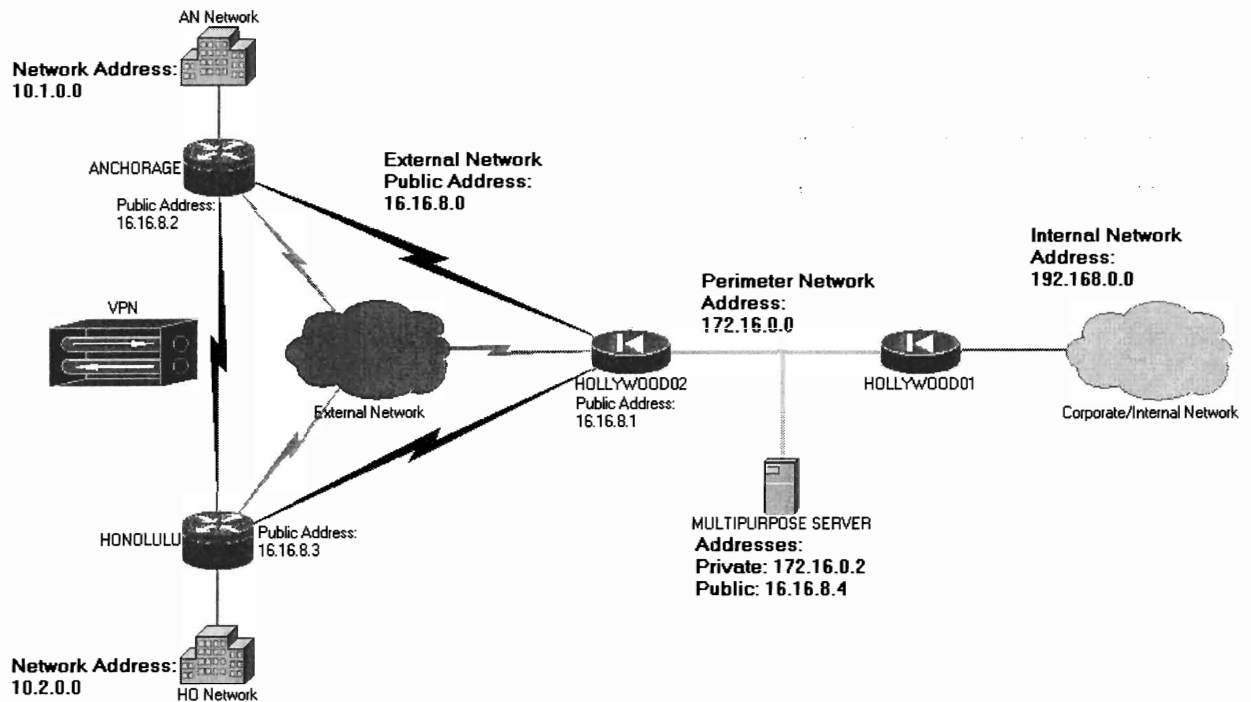 AN Network
Network Address:
10.1.0.0
ANCHORAGE
Public Address:
16.16.8.2
External Network
Public Address:
16.16.8.0
VPN
External Network
HOLLYWOOD02
Public Address:
16.16.8.1
Perimeter Network
Address:
172.16.0.0
HOLLYWOOD01
Internal Network
Address:
192.168.0.0
Corporate/Internal Network
MULTIPURPOSE SERVER
Addresses:
Private: 172.16.0.2
Public: 16.16.8.4
HONOLULU
Public Address:
16.16.8.3
Network Address:
10.2.0.0
HO Network